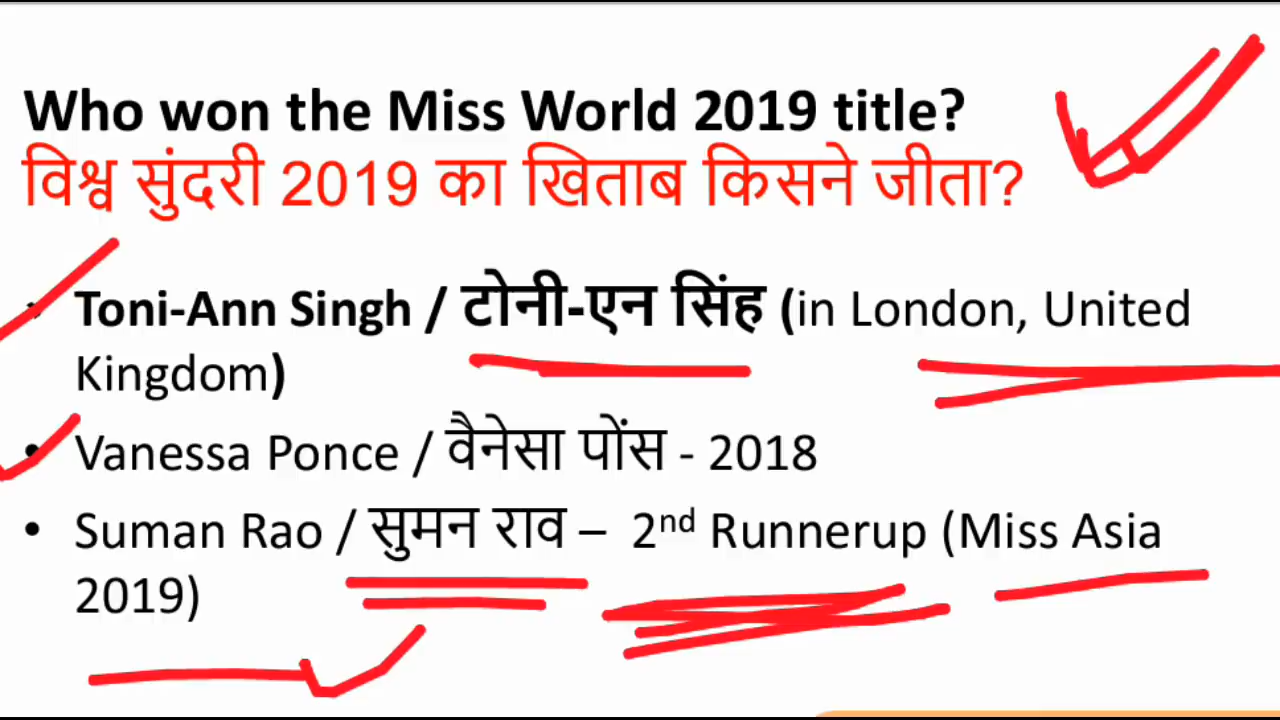 Who won the Miss World 2019 title?
विश्व सुंदरी 2019 का खिताब किसने जीता?
• Toni-Ann Singh / टोनी-एन सिंह (in London, United
Kingdom)
• Vanessa Ponce / वैनेसा पोंस - 2018
• Suman Rao / सुमन राव – 2nd Runnerup (Miss Asia
2019)